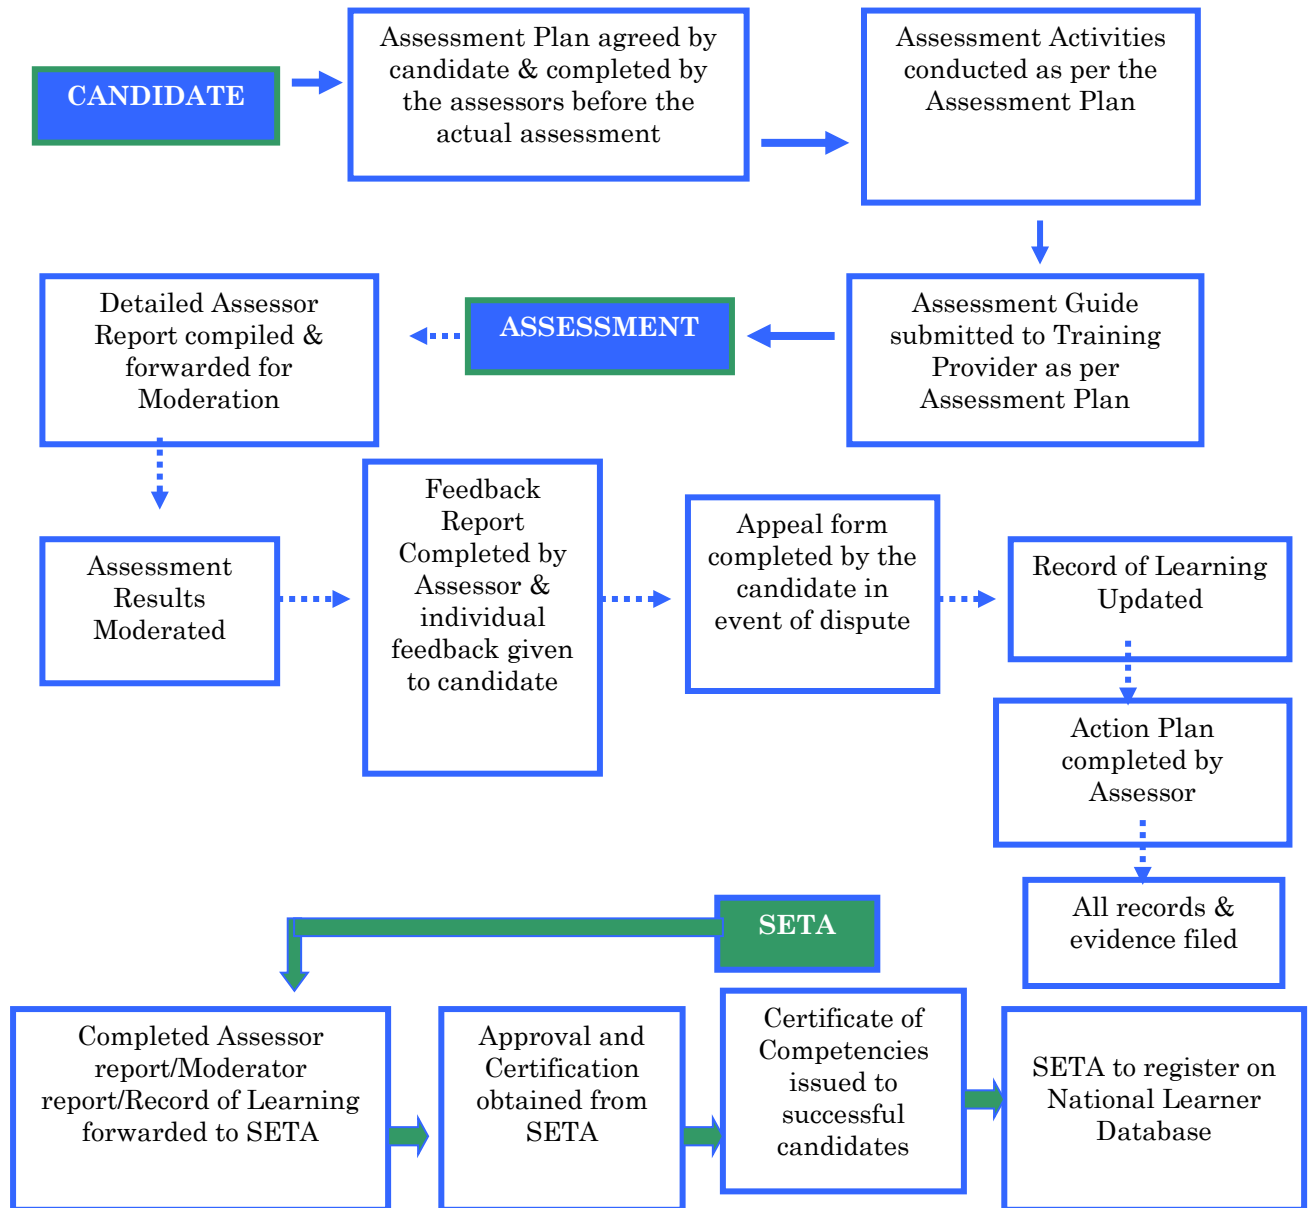 CANDIDATE
Assessment Plan agreed by
candidate & completed by
the assessors before the
actual assessment
Assessment Activities
conducted as per the
Assessment Plan
Detailed Assessor
Report compiled &
forwarded for
Moderation
ASSESSMENT
Assessment Guide
submitted to Training
Provider as per
Assessment Plan
Assessment
Results
Moderated
Feedback
Report
Completed by
Assessor &
individual
feedback given
to candidate
Appeal form
completed by the
candidate in
event of dispute
Record of Learning
Updated
Action Plan
completed by
Assessor
All records &
evidence filed
SETA
Completed Assessor
report/Moderator
report/Record of Learning
forwarded to SETA
Approval and
Certification
obtained from
SETA
Certificate of
Competencies
issued to
successful
candidates
SETA to register on
National Learner
Database